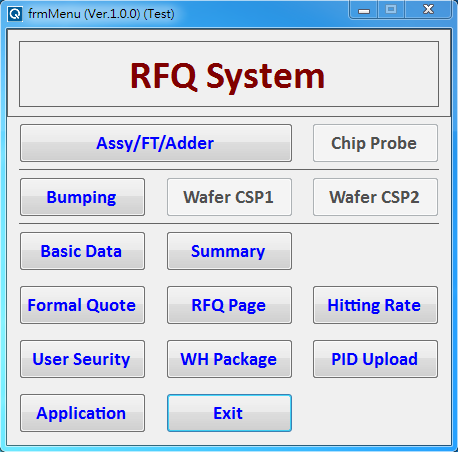 frmMenu (Ver.1.0.0) (Test)
RFQ System
Assy/FT/Adder Chip Probe
Bumping Wafer CSP1 Wafer CSP2
Basic Data Summary
Formal Quote RFQ Page Hitting Rate
User Seurity WH Package PID Upload
Application Exit